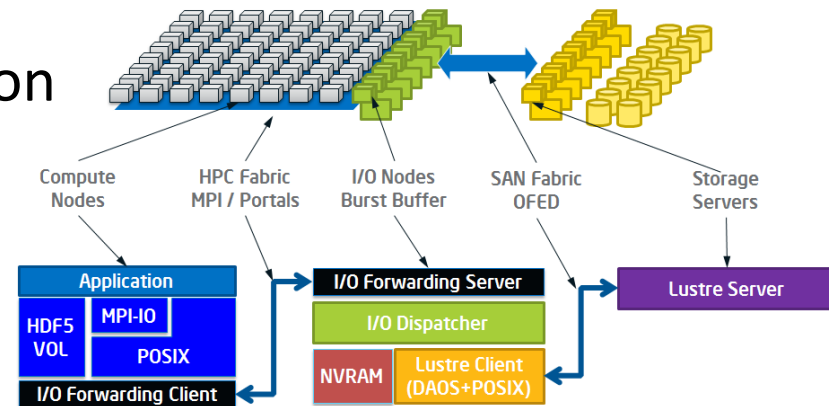 on
Compute
Nodes
HPC Fabric
MPI / Portals
I/O Nodes
Burst Buffer
SAN Fabric
OFED
Storage
Servers
Application
HDF5
VOL
MPI-IO
POSIX
I/O Forwarding Client
I/O Forwarding Server
I/O Dispatcher
NVRAM
Lustre Client
(DAOS+POSIX)
Lustre Server